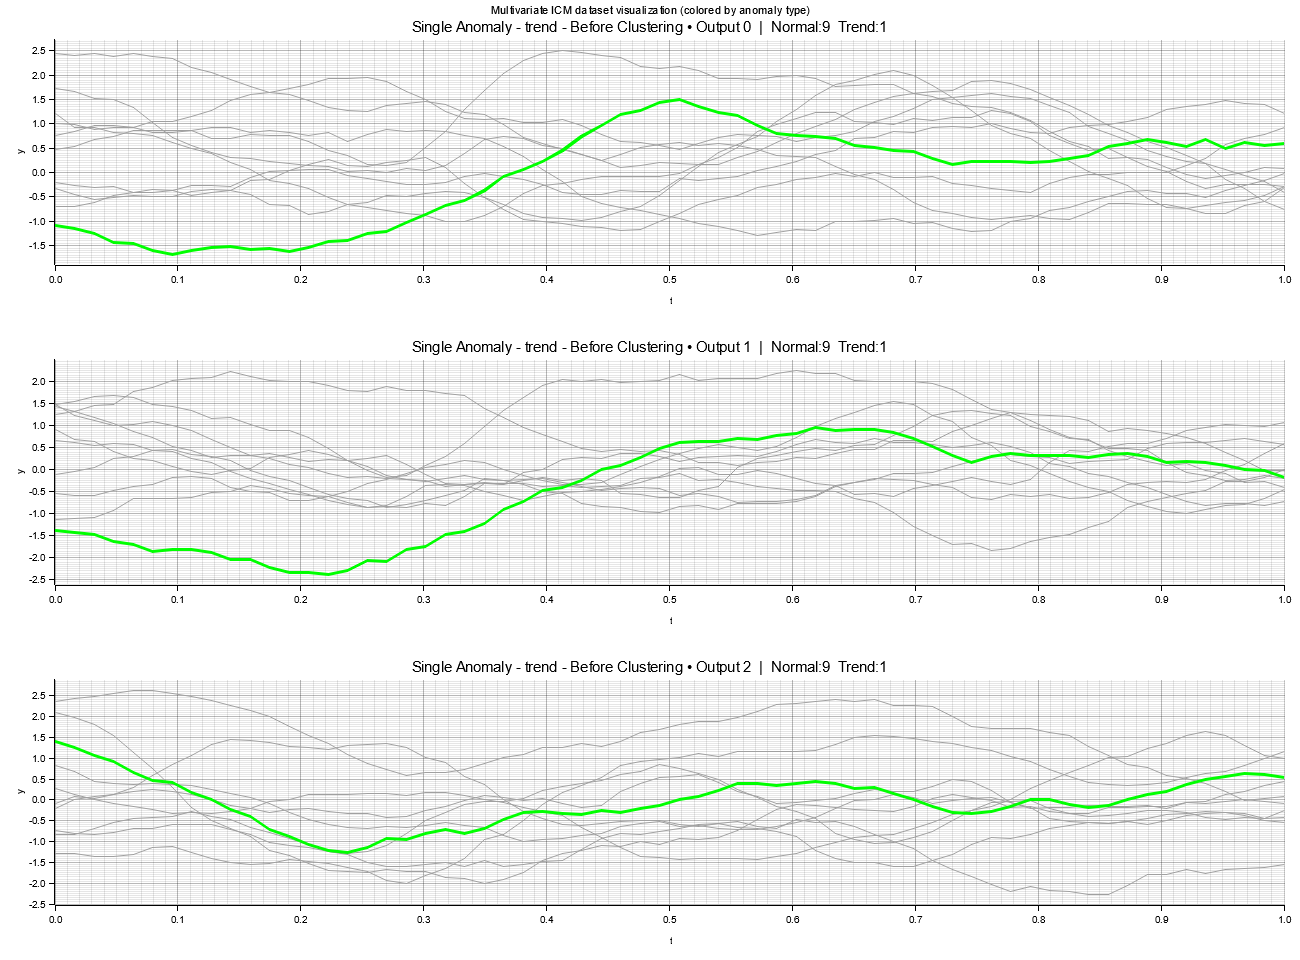 Multivariate ICM dataset visualization (colored by anomaly type)
Single Anomaly - trend - Before Clustering • Output 0 | Normal:9 Trend:1
2.5
2.0
1.5
1.0
0.5
0.0
-0.5
-1.0
-1.5
y
0.0 0.1 0.2 0.3 0.4 0.5 0.6 0.7 0.8 0.9 1.0
t
Single Anomaly - trend - Before Clustering • Output 1 | Normal:9 Trend:1
2.0
1.5
1.0
0.5
0.0
-0.5
-1.0
-1.5
-2.0
-2.5
y
0.0 0.1 0.2 0.3 0.4 0.5 0.6 0.7 0.8 0.9 1.0
t
Single Anomaly - trend - Before Clustering • Output 2 | Normal:9 Trend:1
2.5
2.0
1.5
1.0
0.5
0.0
-0.5
-1.0
-1.5
-2.0
-2.5
y
0.0 0.1 0.2 0.3 0.4 0.5 0.6 0.7 0.8 0.9 1.0
t